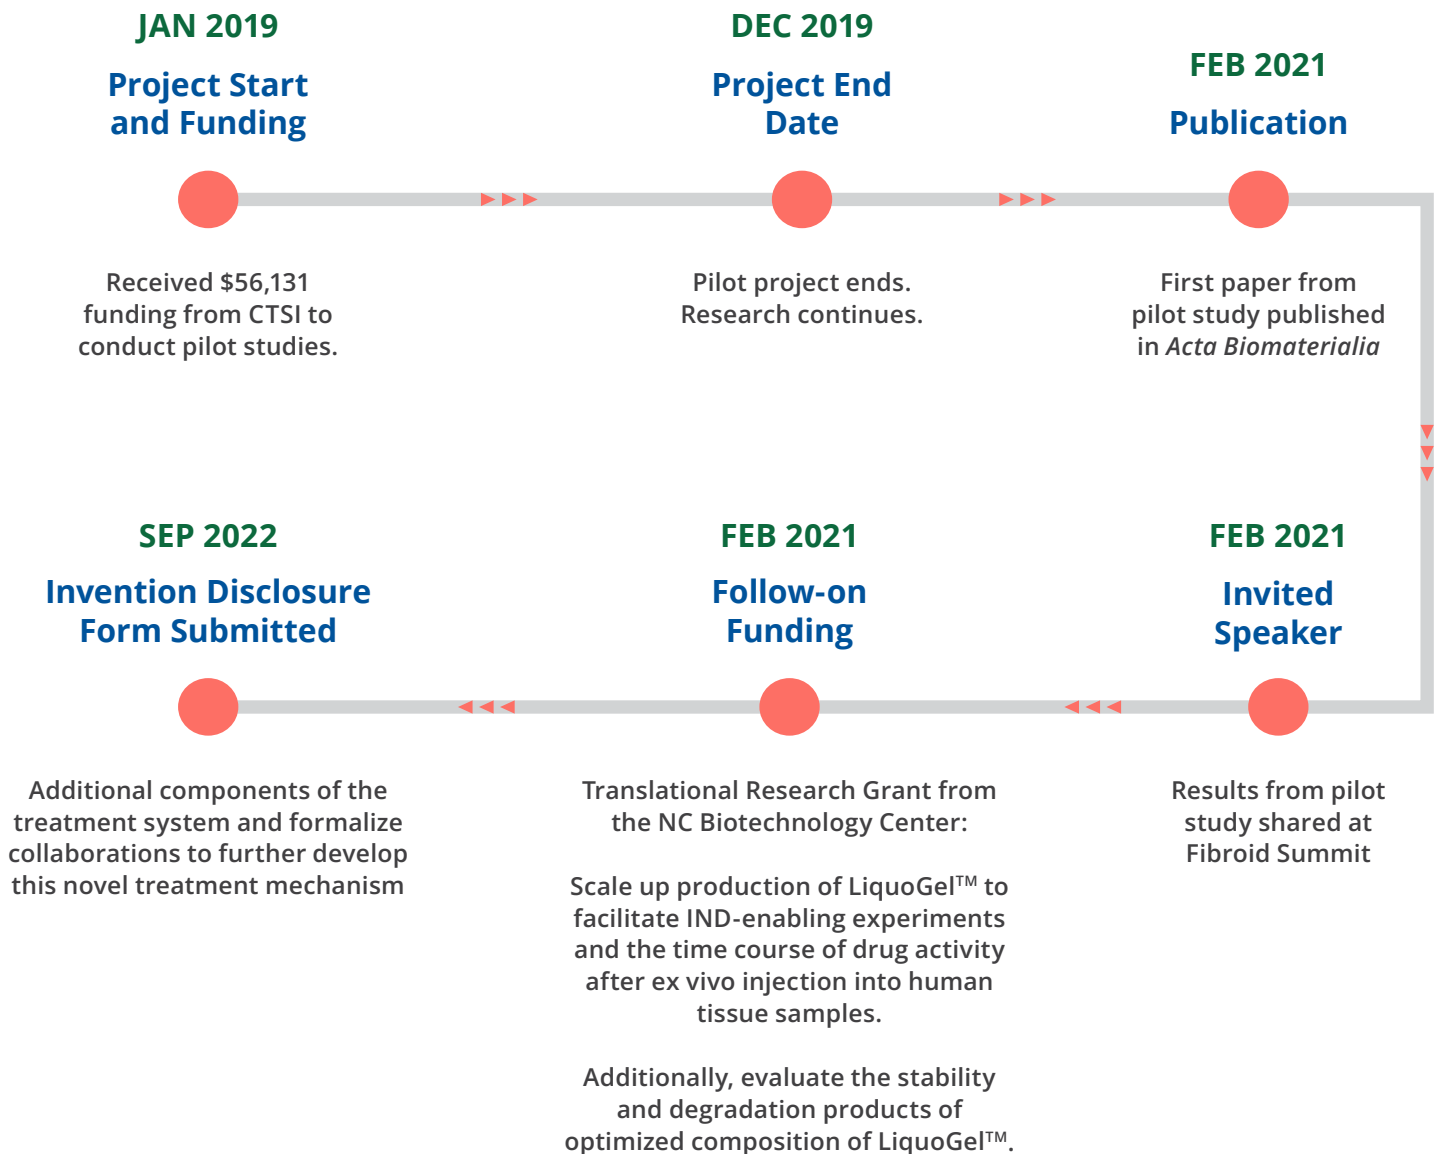 JAN 2019
Project Start
and Funding
Received $56,131
funding from CTSI to
conduct pilot studies.
DEC 2019
Project End
Date
Pilot project ends.
Research continues.
FEB 2021
Publication
First paper from
pilot study published
in Acta Biomaterialia
FEB 2021
Invited
Speaker
Results from pilot
study shared at
Fibroid Summit
FEB 2021
Follow-on
Funding
Translational Research Grant from
the NC Biotechnology Center:
Scale up production of LiquoGel™ to
facilitate IND-enabling experiments
and the time course of drug activity
after ex vivo injection into human
tissue samples.
Additionally, evaluate the stability
and degradation products of
optimized composition of LiquoGel™.
SEP 2022
Invention Disclosure
Form Submitted
Additional components of the
treatment system and formalize
collaborations to further develop
this novel treatment mechanism